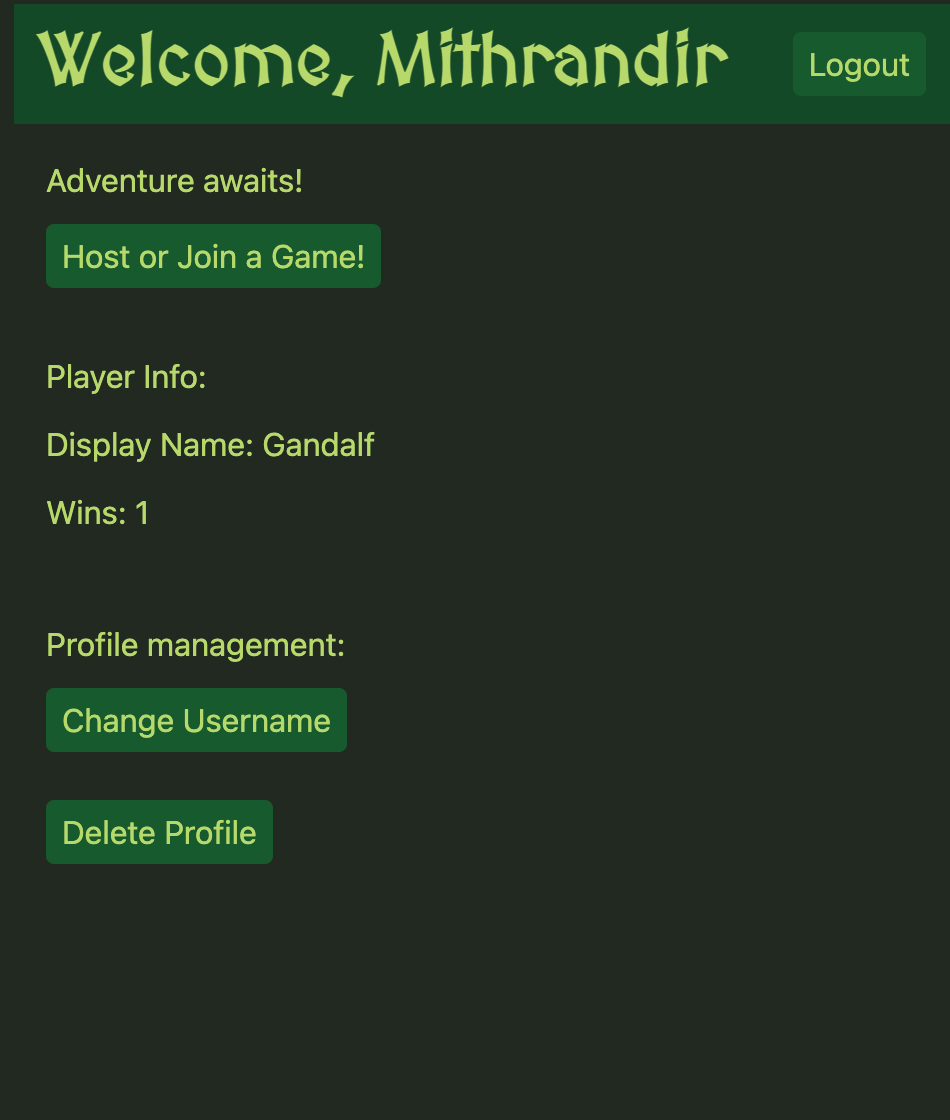 Welcome, Mithrandir
Logout
Adventure awaits!
Host or Join a Game!
Player Info:
Display Name: Gandalf
Wins: 1
Profile management:
Change Username
Delete Profile